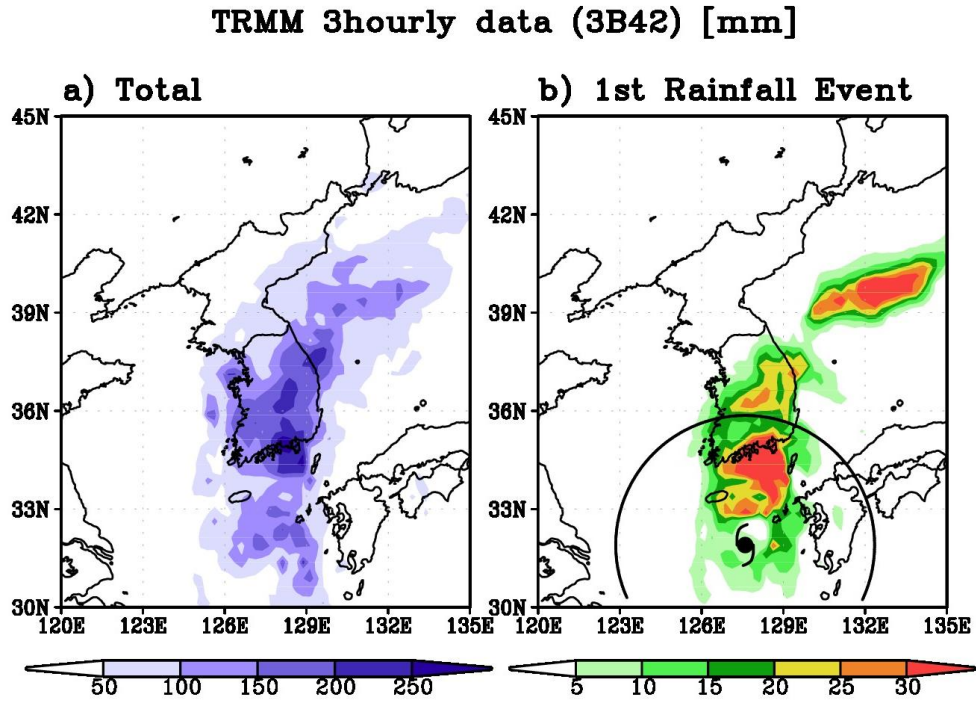 TRMM 3hourly data (3B42) [mm]
a) Total
45N
42N
39N
36N
33N
30N
120E 123E 126E 129E 132E 135E
50 100 150 200 250
b) 1st Rainfall Event
45N
42N
39N
36N
33N
30N
120E 123E 126E 129E 132E 135E
5 10 15 20 25 30